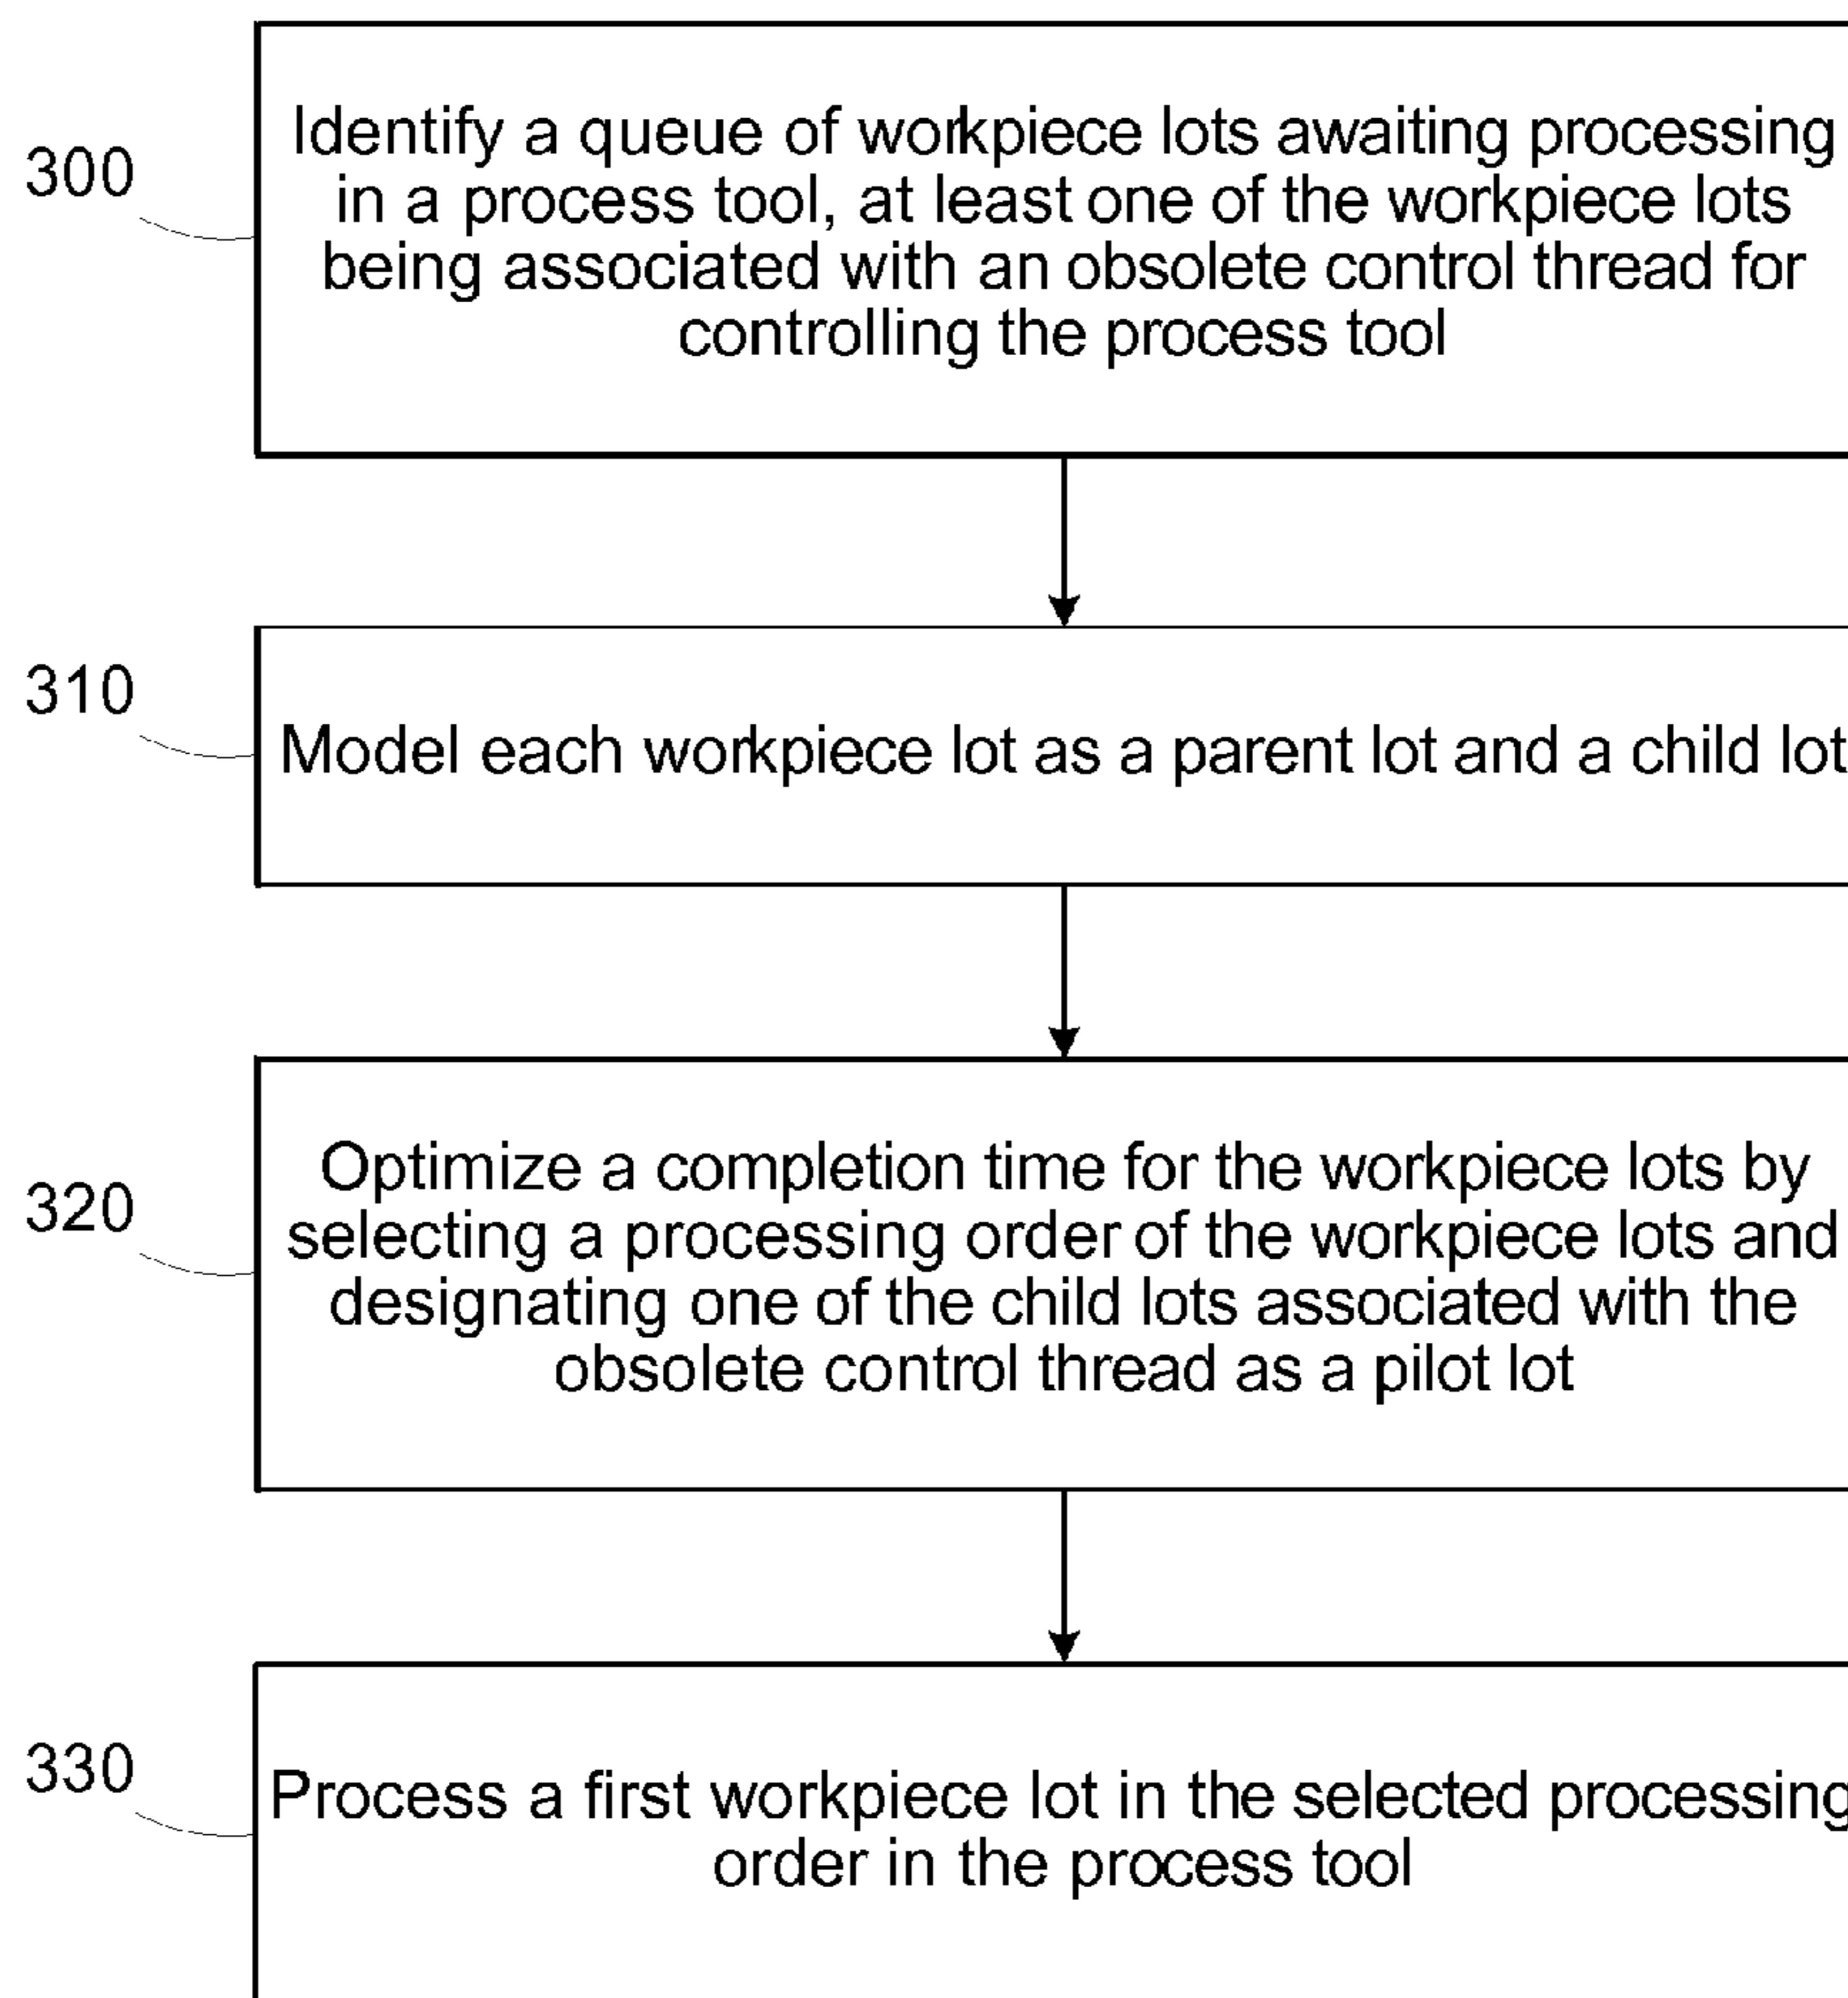 300
Identify a queue of workpiece lots awaiting processing
in a process tool, at least one of the workpiece lots
being associated with an obsolete control thread for
controlling the process tool
310
Model each workpiece lot as a parent lot and a child lot
320
Optimize a completion time for the workpiece lots by
selecting a processing order of the workpiece lots and
designating one of the child lots associated with the
obsolete control thread as a pilot lot
330
Process a first workpiece lot in the selected processing
order in the process tool